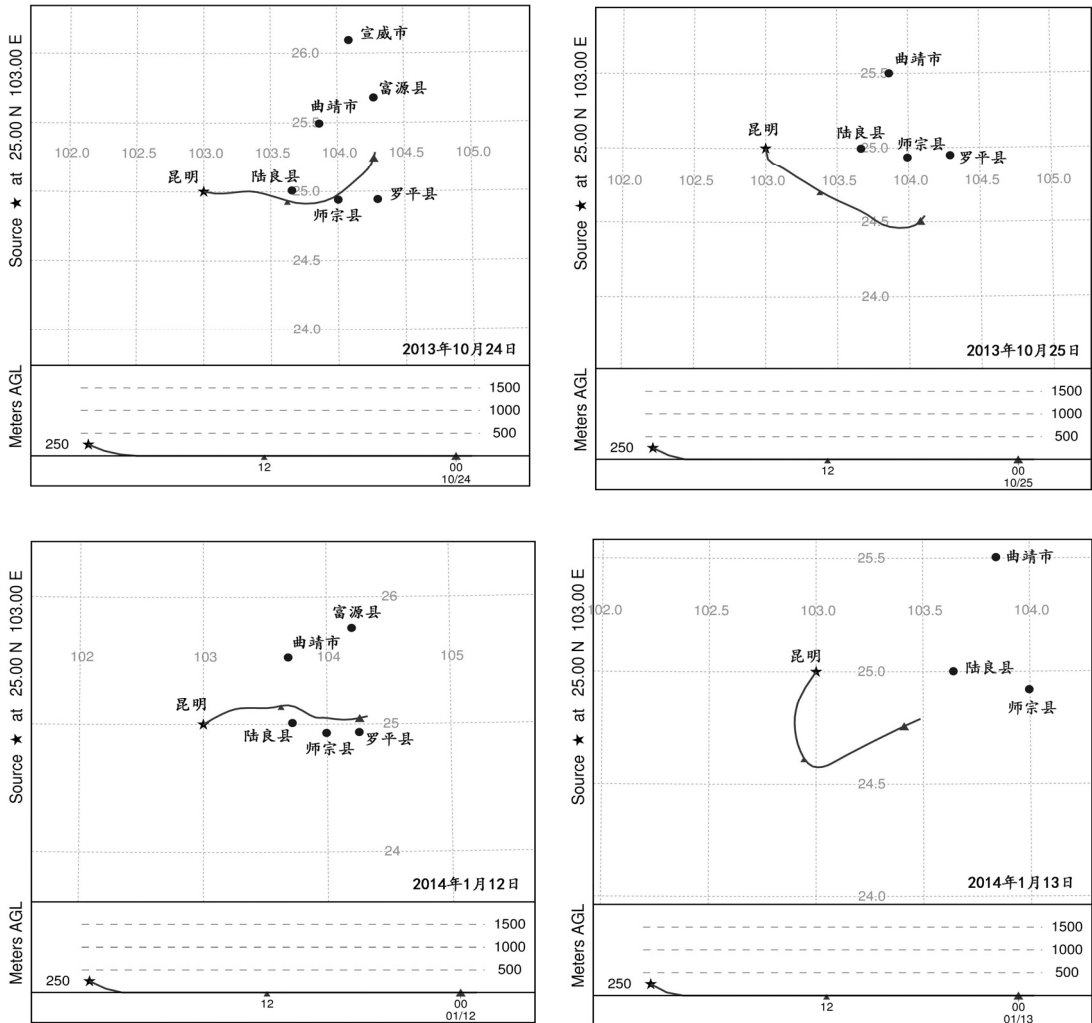 Source ★ at 25.00 N 103.00 E
宣威市
26.0
富源县
曲靖市
25.5
102.0 102.5 103.0 103.5 104.0 104.5 105.0
昆明
陆良县
25.0
罗平县
师宗县
24.5
24.0
2013年10月24日
Meters AGL
1500
1000
500
250
12
00
10/24
Source ★ at 25.00 N 103.00 E
曲靖市
25.5
昆明
陆良县
师宗县
25.0
罗平县
102.0 102.5 103.0 103.5 104.0 104.5 105.0
24.5
24.0
2013年10月25日
Meters AGL
1500
1000
500
250
12
00
10/25
Source ★ at 25.00 N 103.00 E
26
富源县
曲靖市
102 103 104 105
昆明
25
陆良县
师宗县
罗平县
24
2014年1月12日
Meters AGL
1500
1000
500
250
12
00
01/12
Source ★ at 25.00 N 103.00 E
25.5
曲靖市
102.0 102.5 103.0 103.5 104.0
昆明
25.0
陆良县
师宗县
24.5
2014年1月13日
24.0
Meters AGL
1500
1000
500
250
12
00
01/13